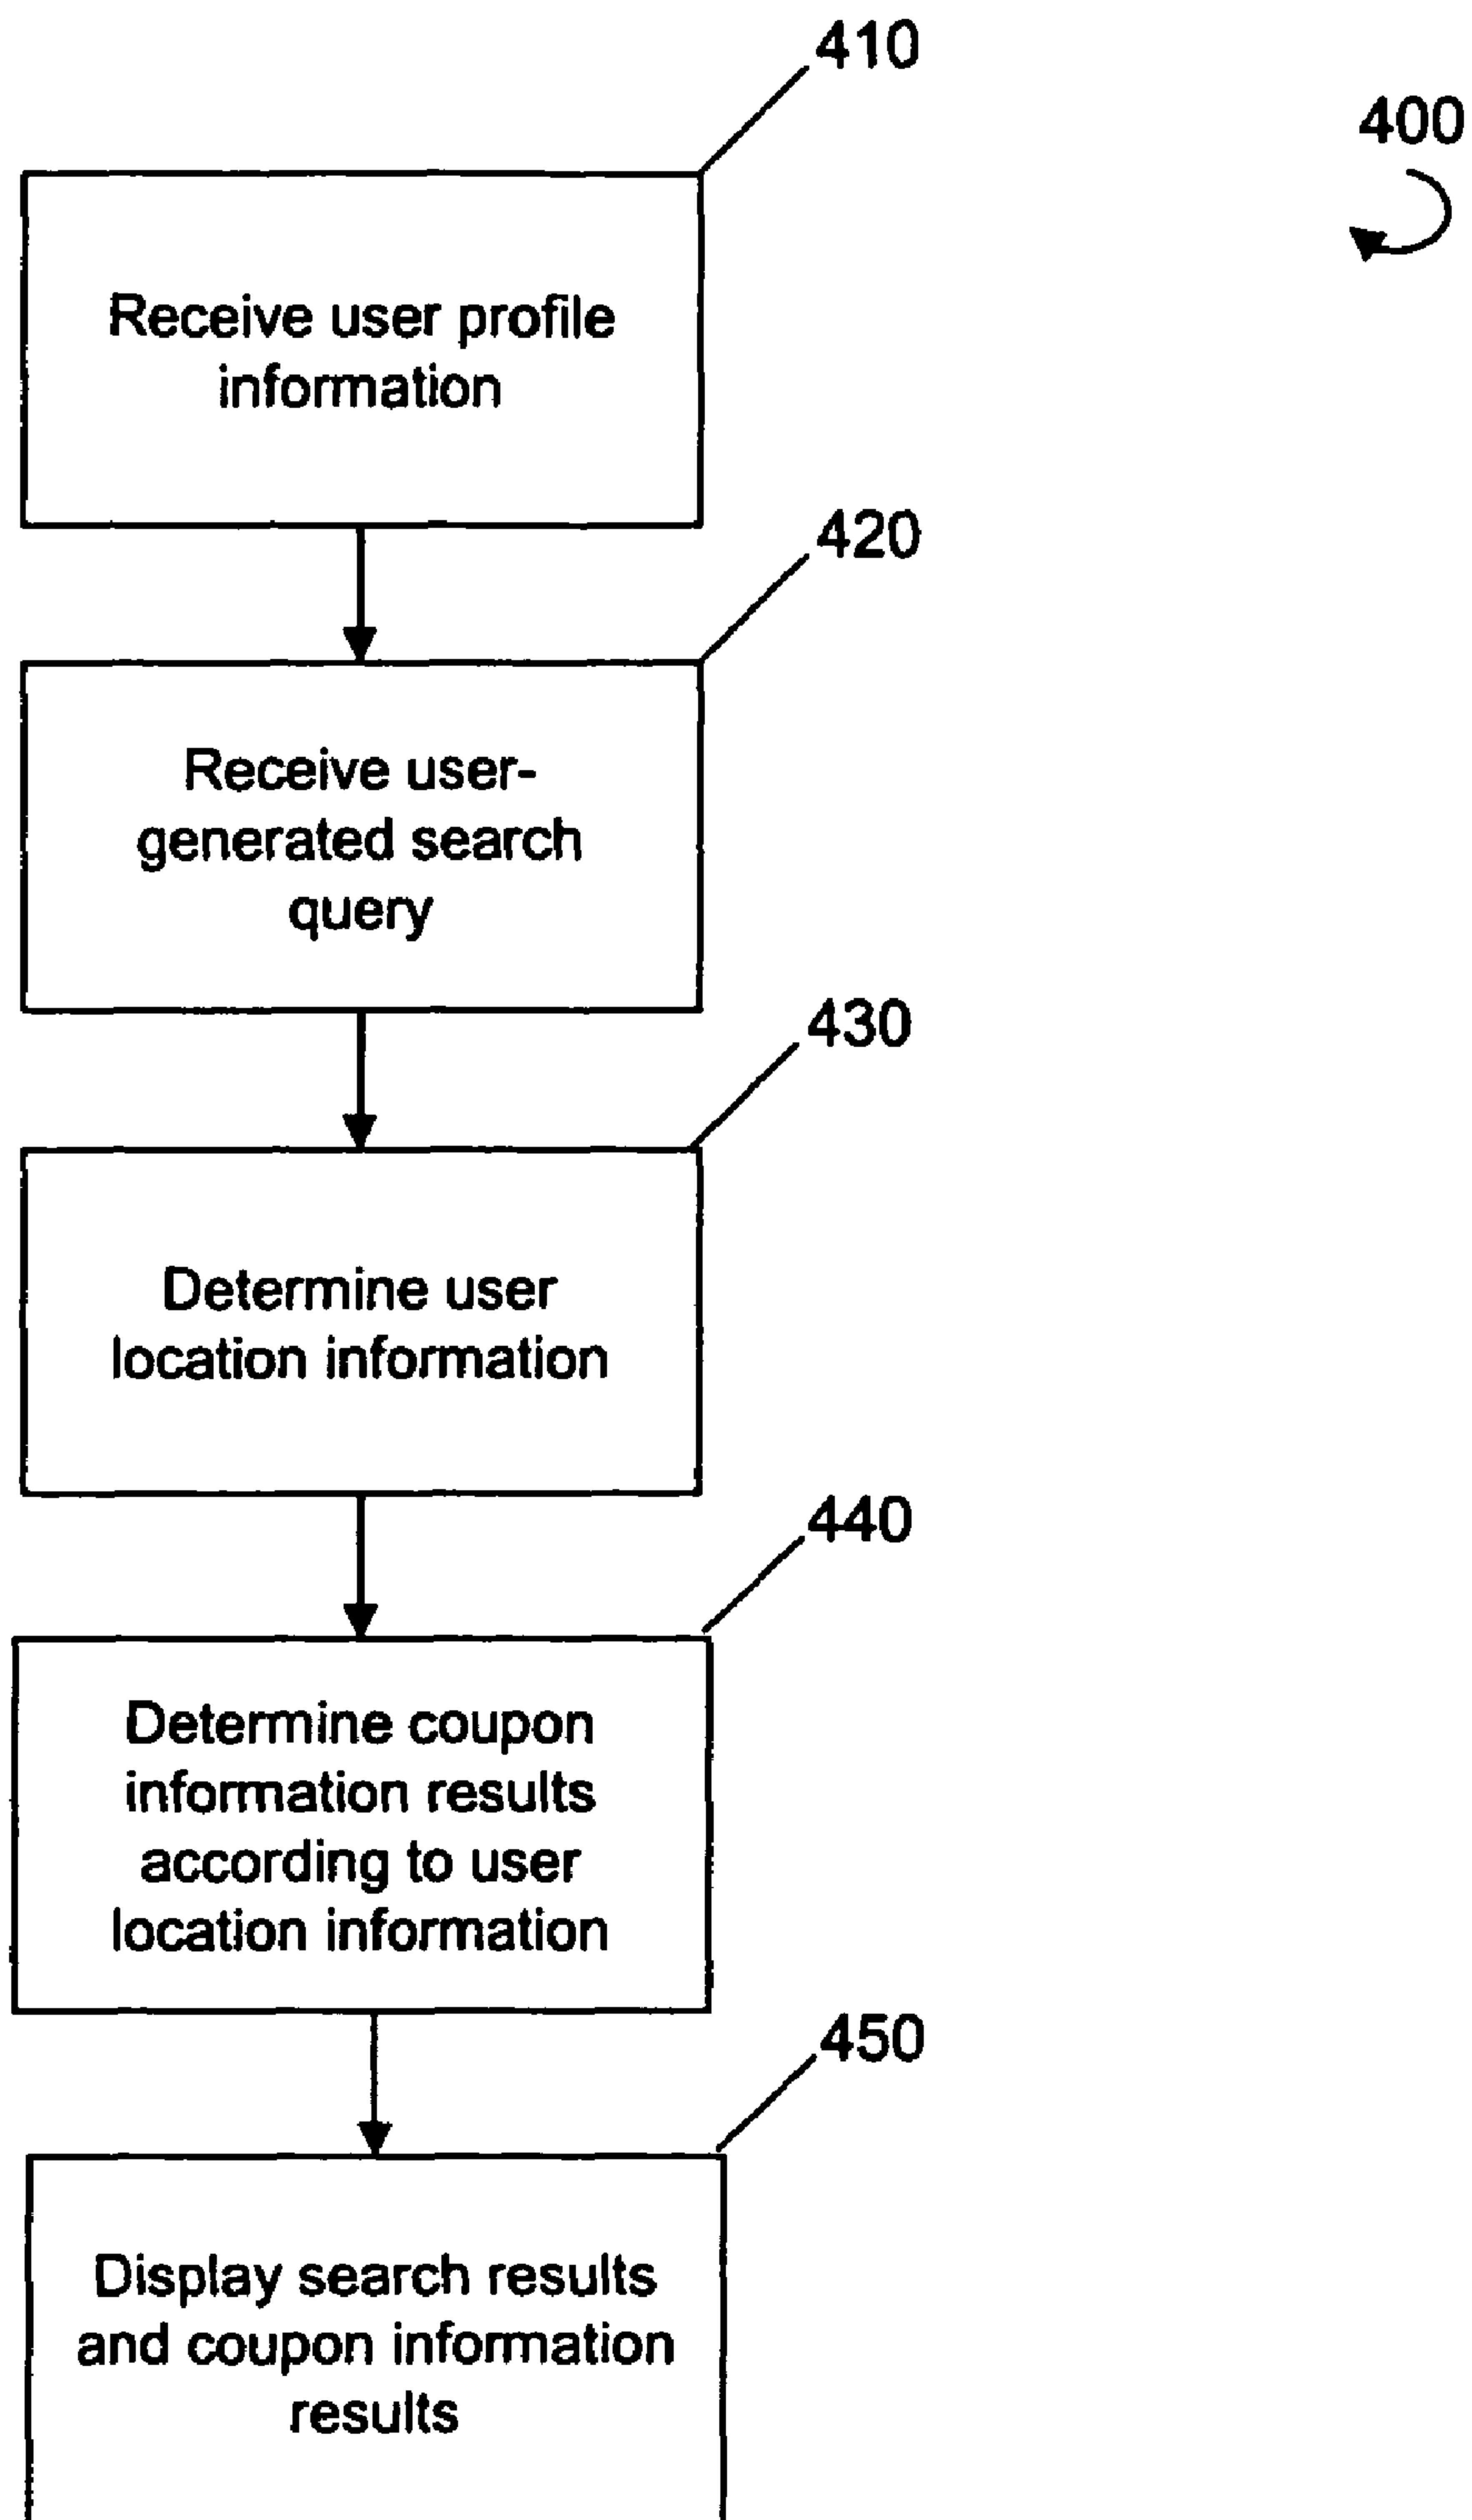 410
400
Receive user profile
information
420
Receive user-
generated search
query
430
Determine user
location information
440
Determine coupon
information results
according to user
location information
450
Display search results
and coupon information
results